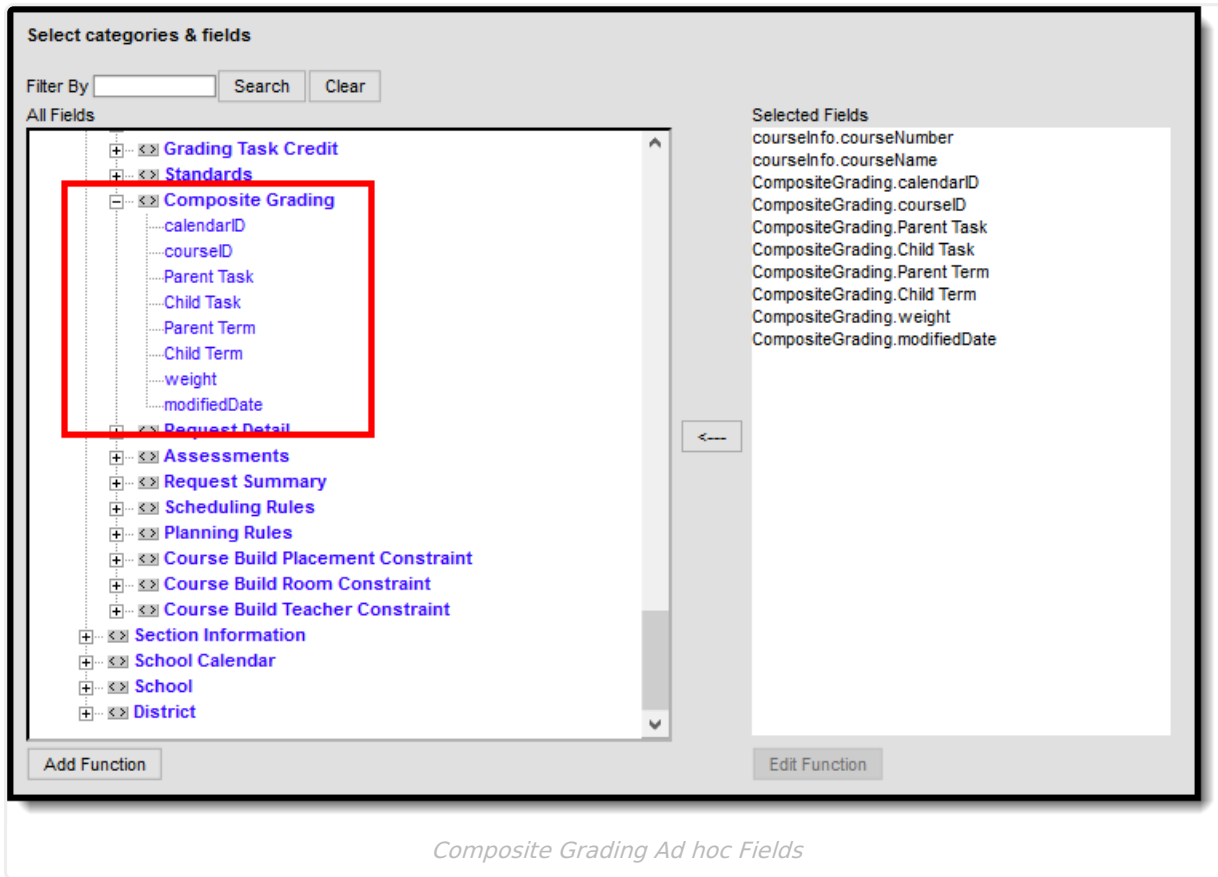 Select categories & fields
Filter By Search Clear
All Fields
Grading Task Credit
Standards
Composite Grading
calendarID
courseID
Parent Task
Child Task
Parent Term
Child Term
weight
modifiedDate
Request Detail
Assessments
Request Summary
Scheduling Rules
Planning Rules
Course Build Placement Constraint
Course Build Room Constraint
Course Build Teacher Constraint
Section Information
School Calendar
School
District
Add Function
<---
Selected Fields
courseInfo.courseNumber
courseInfo.courseName
CompositeGrading.calendarID
CompositeGrading.courseID
CompositeGrading.Parent Task
CompositeGrading.Child Task
CompositeGrading.Parent Term
CompositeGrading.Child Term
CompositeGrading.weight
CompositeGrading.modifiedDate
Edit Function
Composite Grading Ad hoc Fields